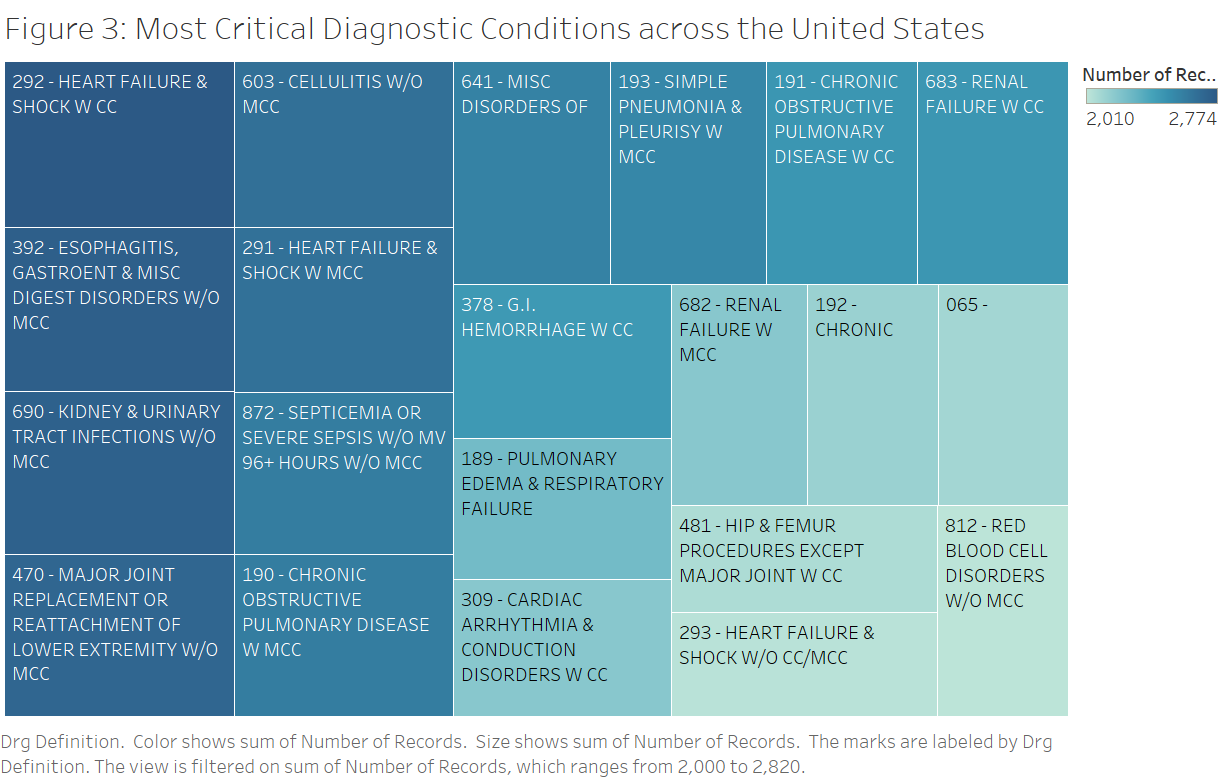 Figure 3: Most Critical Diagnostic Conditions across the United States
292 - HEART FAILURE &
SHOCK W CC
603 - CELLULITIS W/O
MCC
641 - MISC
DISORDERS OF
193 - SIMPLE
PNEUMONIA &
PLEURISY W
MCC
191 - CHRONIC
OBSTRUCTIVE
PULMONARY
DISEASE W CC
683 - RENAL
FAILURE W CC
Number of Rec..
2,010
2,774
392 - ESOPHAGITIS,
GASTROENT & MISC
DIGEST DISORDERS W/O
MCC
291 - HEART FAILURE &
SHOCK W MCC
378 - G.I.
HEMORRHAGE W CC
682 - RENAL
FAILURE W
MCC
192 -
CHRONIC
065 -
690 - KIDNEY & URINARY
TRACT INFECTIONS W/O
MCC
872 - SEPTICEMIA OR
SEVERE SEPSIS W/O MV
96+ HOURS W/O MCC
189 - PULMONARY
EDEMA & RESPIRATORY
FAILURE
481 - HIP & FEMUR
PROCEDURES EXCEPT
MAJOR JOINT W CC
812 - RED
BLOOD CELL
DISORDERS
W/O MCC
470 - MAJOR JOINT
REPLACEMENT OR
REATTACHMENT OF
LOWER EXTREMITY W/O
MCC
190 - CHRONIC
OBSTRUCTIVE
PULMONARY DISEASE
W MCC
309 - CARDIAC
ARRHYTHMIA &
CONDUCTION
DISORDERS W CC
293 - HEART FAILURE &
SHOCK W/O CC/MCC
Drg Definition.  Color shows sum of Number of Records.  Size shows sum of Number of Records.  The marks are labeled by Drg
Definition. The view is filtered on sum of Number of Records, which ranges from 2,000 to 2,820.